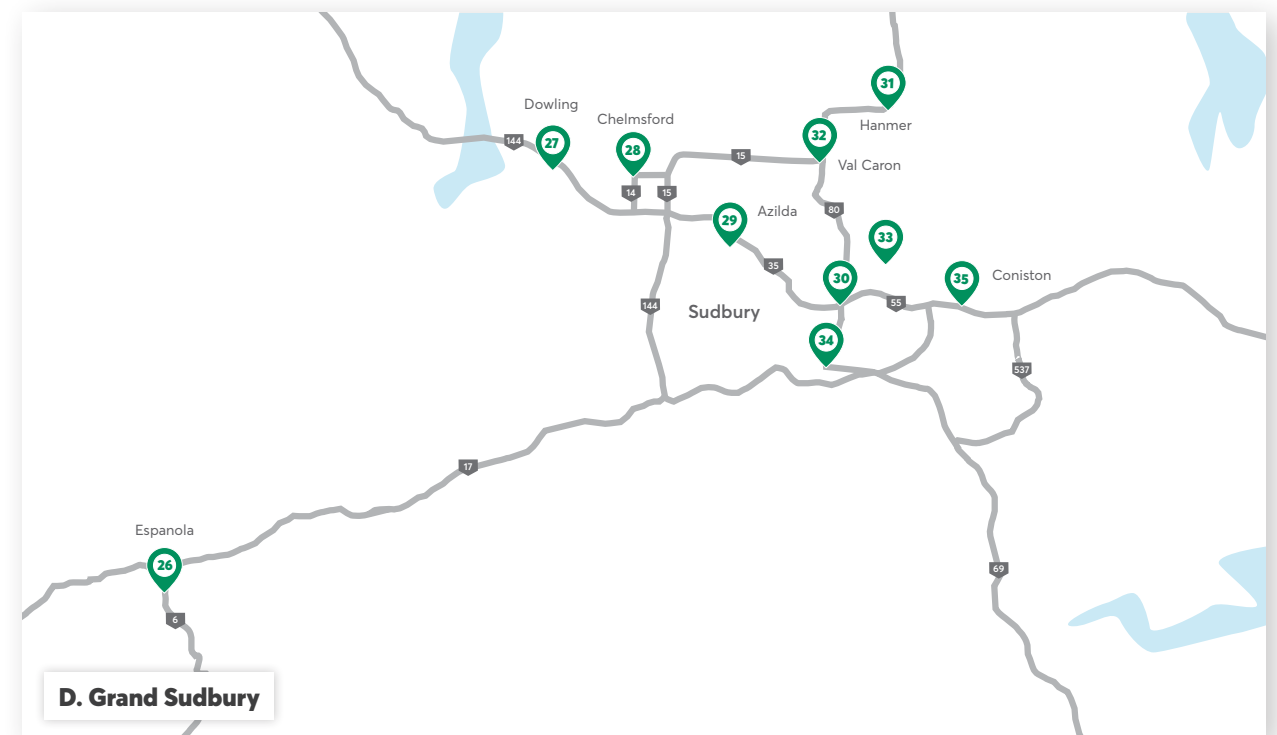 31
Dowling
Chelmsford
Hanmer
32
144
27
28
15
Val Caron
14
15
80
29
Azilda
33
35
30
35
Coniston
144
55
Sudbury
34
537
17
Espanola
26
69
6
D. Grand Sudbury